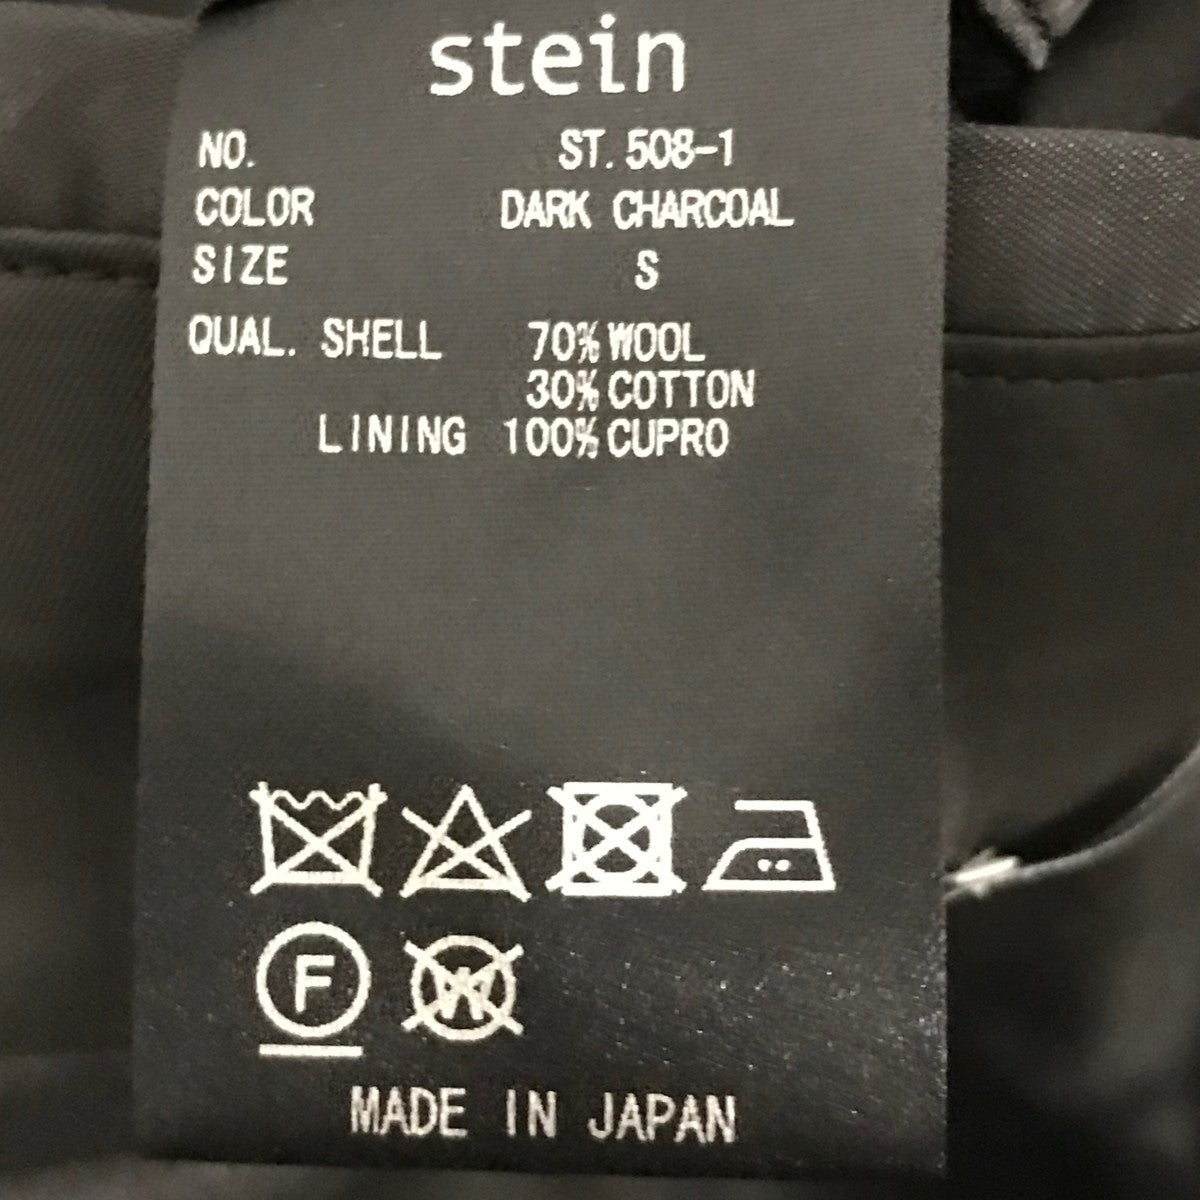 stein
NO. ST.508-1
COLOR DARK CHARCOAL
SIZE S
QUAL. SHELL 70% WOOL
30% COTTON
LINING 100% CUPRO
F W
MADE IN JAPAN